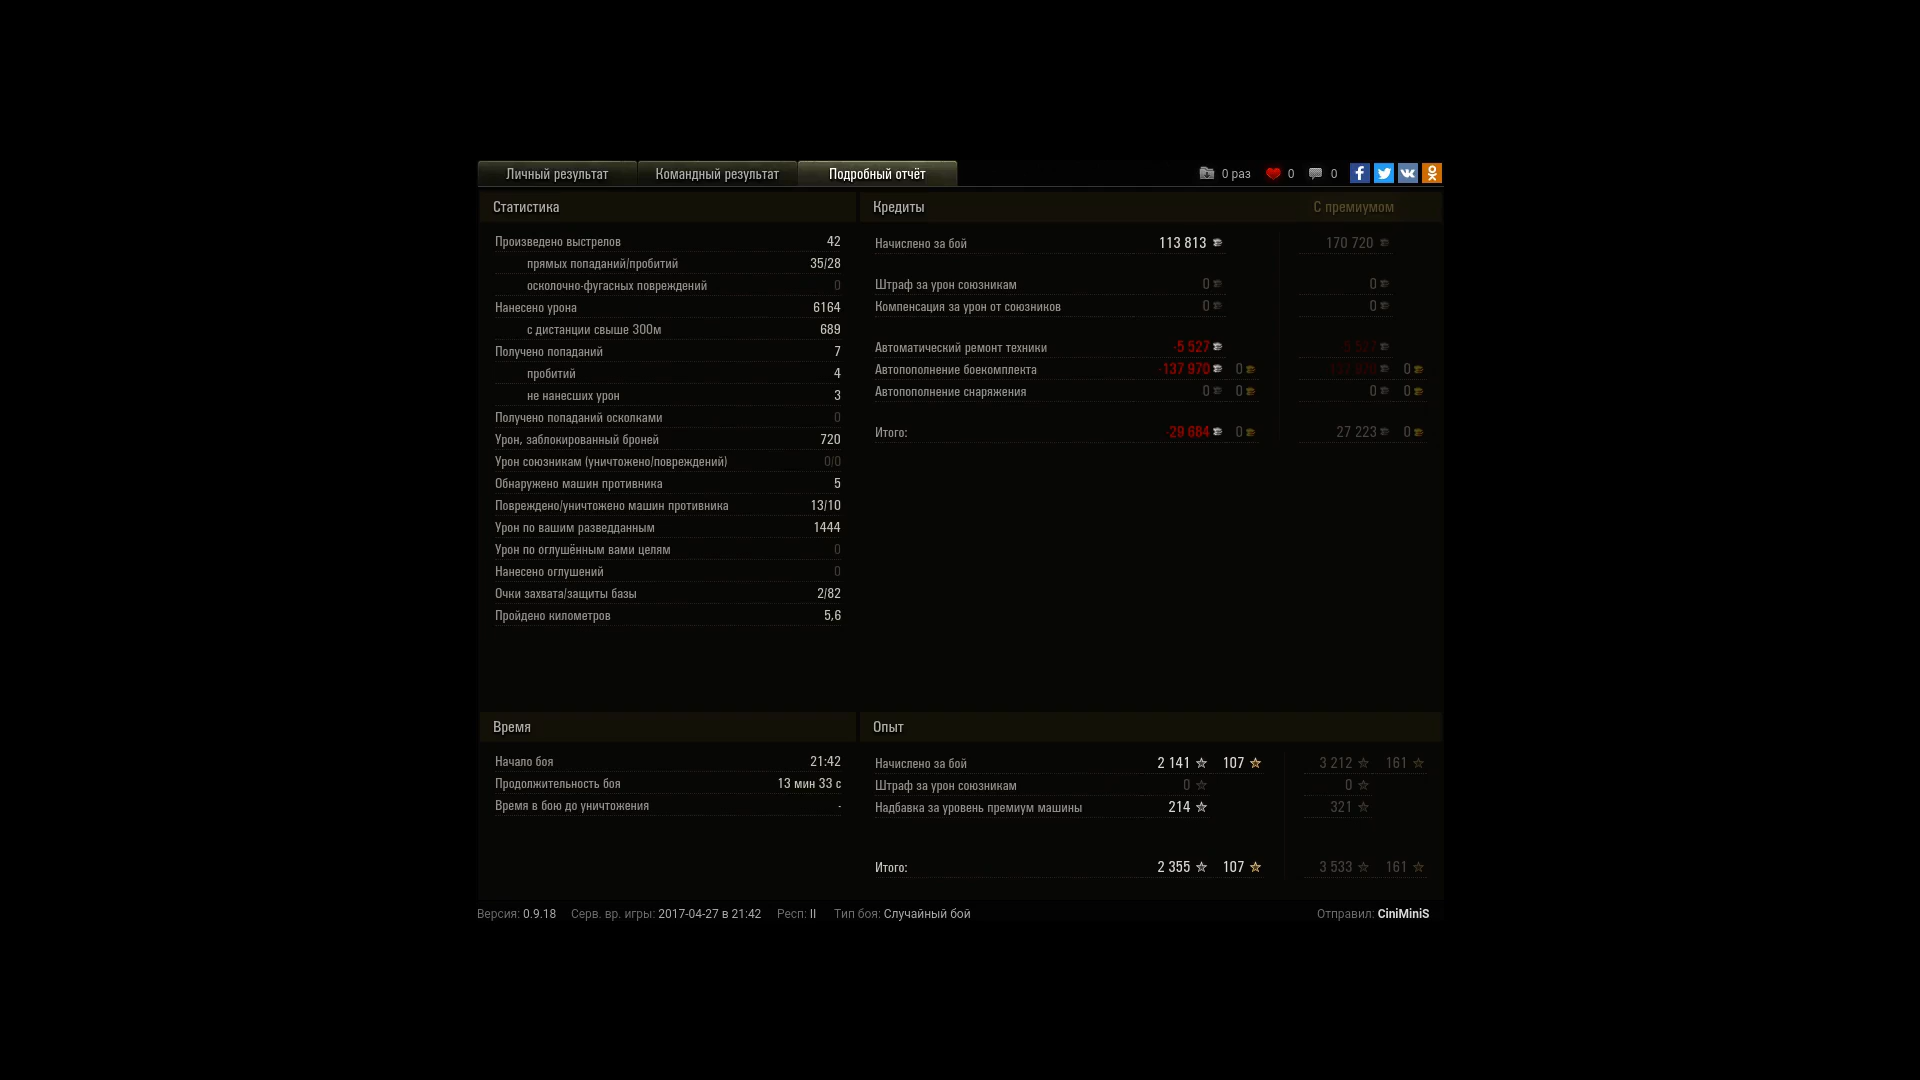 Личный результат Командный результат Подробный отчёт 0 раз 0 0
Статистика
Произведено выстрелов 42
прямых попаданий/пробитий 35/28
осколочно-фугасных повреждений 0
Нанесено урона 6164
с дистанции свыше 300м 689
Получено попаданий 7
пробитий 4
не нанесших урон 3
Получено попаданий осколками 0
Урон, заблокированный броней 720
Урон союзникам (уничтожено/повреждений) 0/0
Обнаружено машин противника 5
Повреждено/уничтожено машин противника 13/10
Урон по вашим разведданным 1444
Урон по оглушённым вами целям 0
Нанесено оглушений 0
Очки захвата/защиты базы 2/82
Пройдено километров 5,6
Кредиты С премиумом
Начислено за бой 113 813 170 720
Штраф за урон союзникам 0 0
Компенсация за урон от союзников 0 0
Автоматический ремонт техники -5 527 -5 527
Автопополнение боекомплекта -137 970 0 -137 970 0
Автопополнение снаряжения 0 0 0 0
Итого: -29 684 0 27 223 0
Время
Начало боя 21:42
Продолжительность боя 13 мин 33 с
Время в бою до уничтожения -
Опыт
Начислено за бой 2 141 107 3 212 161
Штраф за урон союзникам 0 0
Надбавка за уровень премиум машины 214 321
Итого: 2 355 107 3 533 161
Версия: 0.9.18 Серв. вр. игры: 2017-04-27 в 21:42 Респ: II Тип боя: Случайный бой Отправил: CiniMiniS